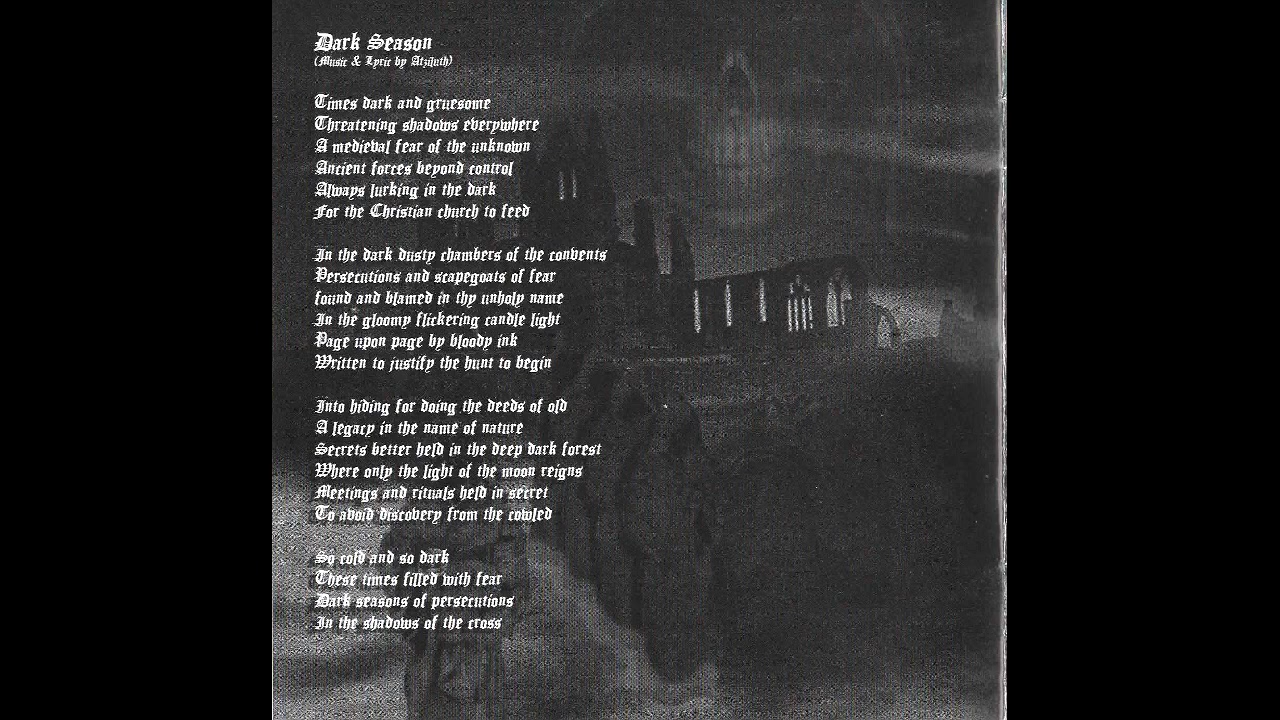 Dark Season
(Music & Lyric by Atziluth)
Times dark and gruesome
Threatening shadows everywhere
A medieval fear of the unknown
Ancient forces beyond control
Always lurking in the dark
For the Christian church to feed
In the dark dusty chambers of the convents
Persecutions and scapegoats of fear
found and blamed in thy unholy name
In the gloomy flickering candle light
Page upon page by bloody ink
Written to justify the hunt to begin
Into hiding for doing the deeds of old
A legacy in the name of nature
Secrets better held in the deep dark forest
Where only the light of the moon reigns
Meetings and rituals held in secret
To avoid discovery from the cowled
So cold and so dark
These times filled with fear
Dark seasons of persecutions
In the shadows of the cross